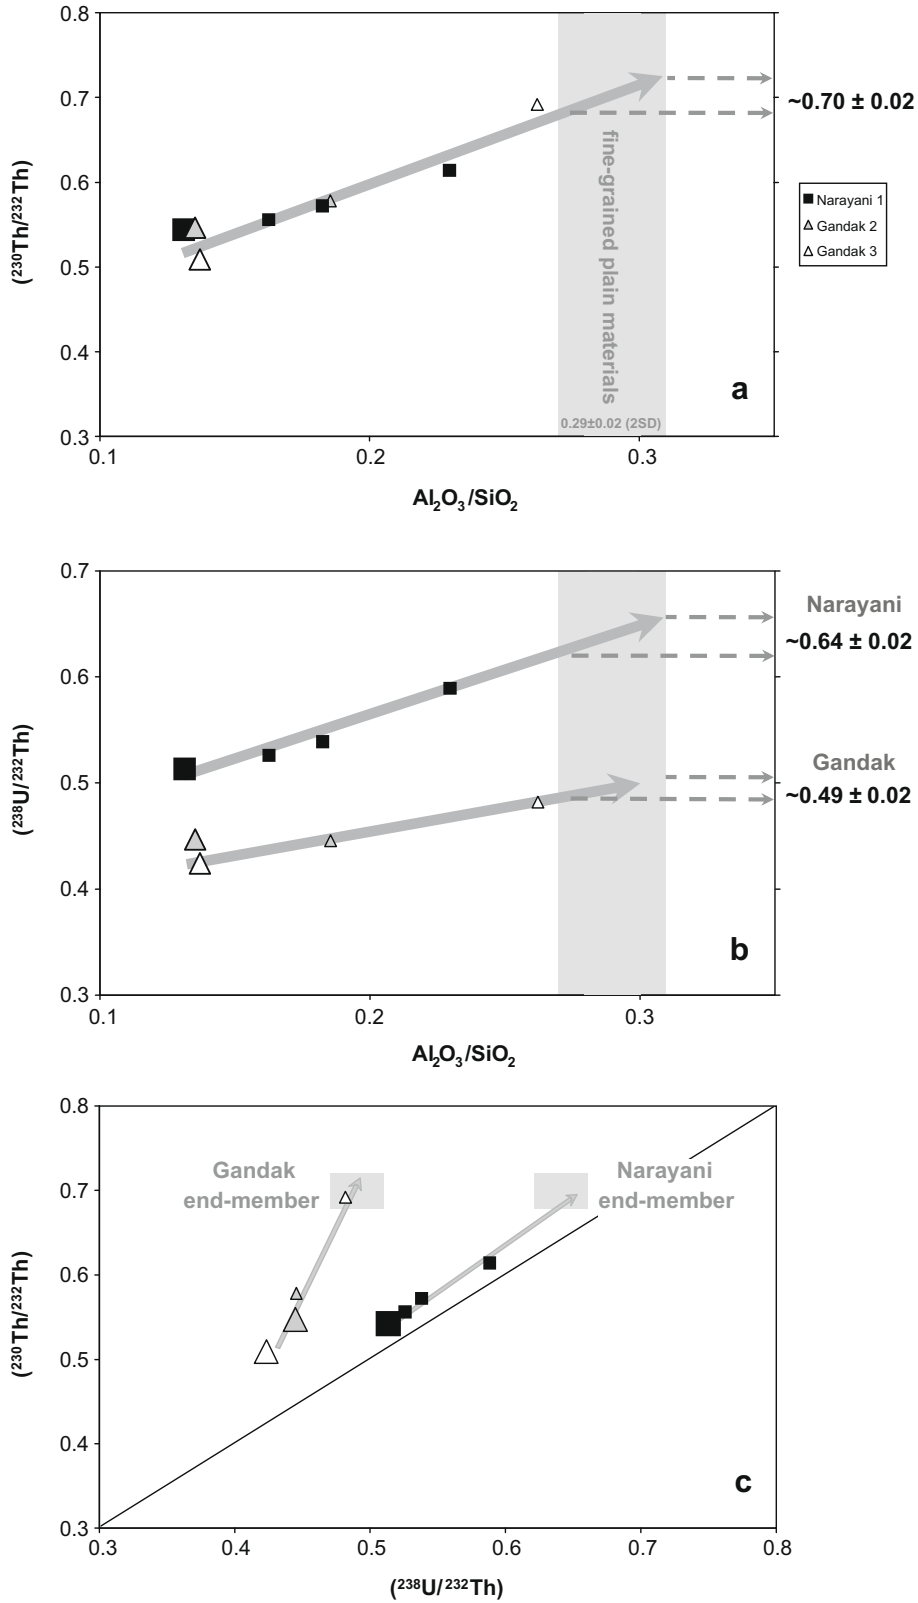 0.8
0.7
0.6
0.5
0.4
0.3
(²³⁰Th/²³²Th)
~0.70 ± 0.02
Narayani 1
Gandak 2
Gandak 3
fine-grained plain materials
0.29±0.02 (2SD)
a
0.1
0.2
0.3
Al₂O₃/SiO₂
0.7
0.6
0.5
0.4
0.3
(²³⁸U/²³²Th)
Narayani
~0.64 ± 0.02
Gandak
~0.49 ± 0.02
b
0.1
0.2
0.3
Al₂O₃/SiO₂
0.8
0.7
0.6
0.5
0.4
0.3
(²³⁰Th/²³²Th)
Gandak
end-member
Narayani
end-member
c
0.3
0.4
0.5
0.6
0.7
0.8
(²³⁸U/²³²Th)